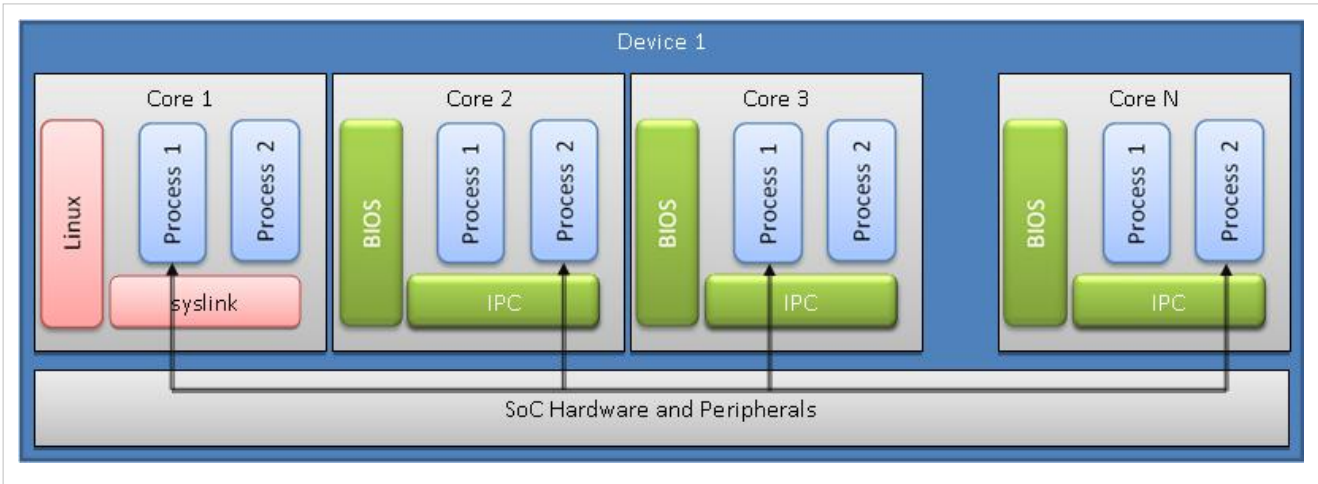 Device 1
Core 1
Linux
Process 1
Process 2
syslink
Core 2
BIOS
Process 1
Process 2
IPC
Core 3
BIOS
Process 1
Process 2
IPC
Core N
BIOS
Process 1
Process 2
IPC
SoC Hardware and Peripherals